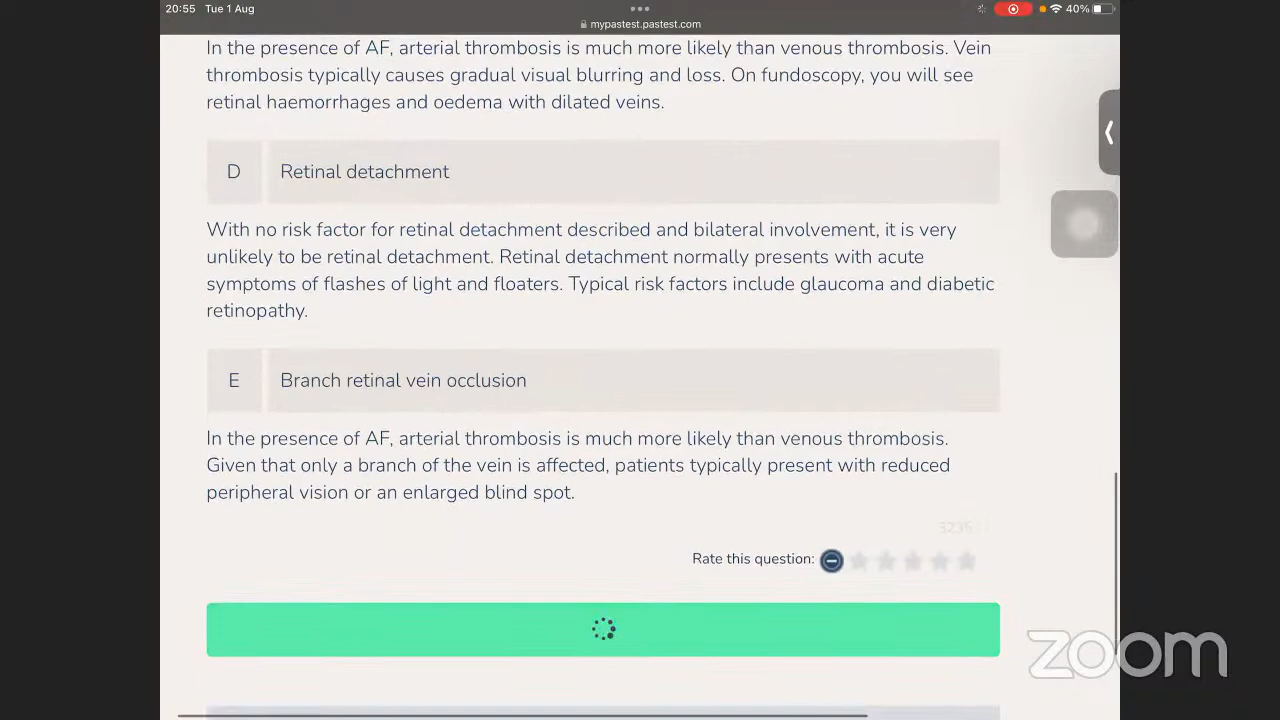 20:55 Tue 1 Aug
40%
mypastest.pastest.com
In the presence of AF, arterial thrombosis is much more likely than venous thrombosis. Vein
thrombosis typically causes gradual visual blurring and loss. On fundoscopy, you will see
retinal haemorrhages and oedema with dilated veins.
D Retinal detachment
With no risk factor for retinal detachment described and bilateral involvement, it is very
unlikely to be retinal detachment. Retinal detachment normally presents with acute
symptoms of flashes of light and floaters. Typical risk factors include glaucoma and diabetic
retinopathy.
E Branch retinal vein occlusion
In the presence of AF, arterial thrombosis is much more likely than venous thrombosis.
Given that only a branch of the vein is affected, patients typically present with reduced
peripheral vision or an enlarged blind spot.
Rate this question:
zoom